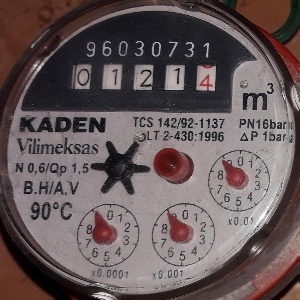 96030731
01214
m³
KADEN
TCS 142/92-1137
PN16bar
Vilimeksas
LT 2-430:1996
ΔP 1bar
N 0,6/Qp 1,5
B.H/A.V
90°C
x0.01
x0.0001
x0.001